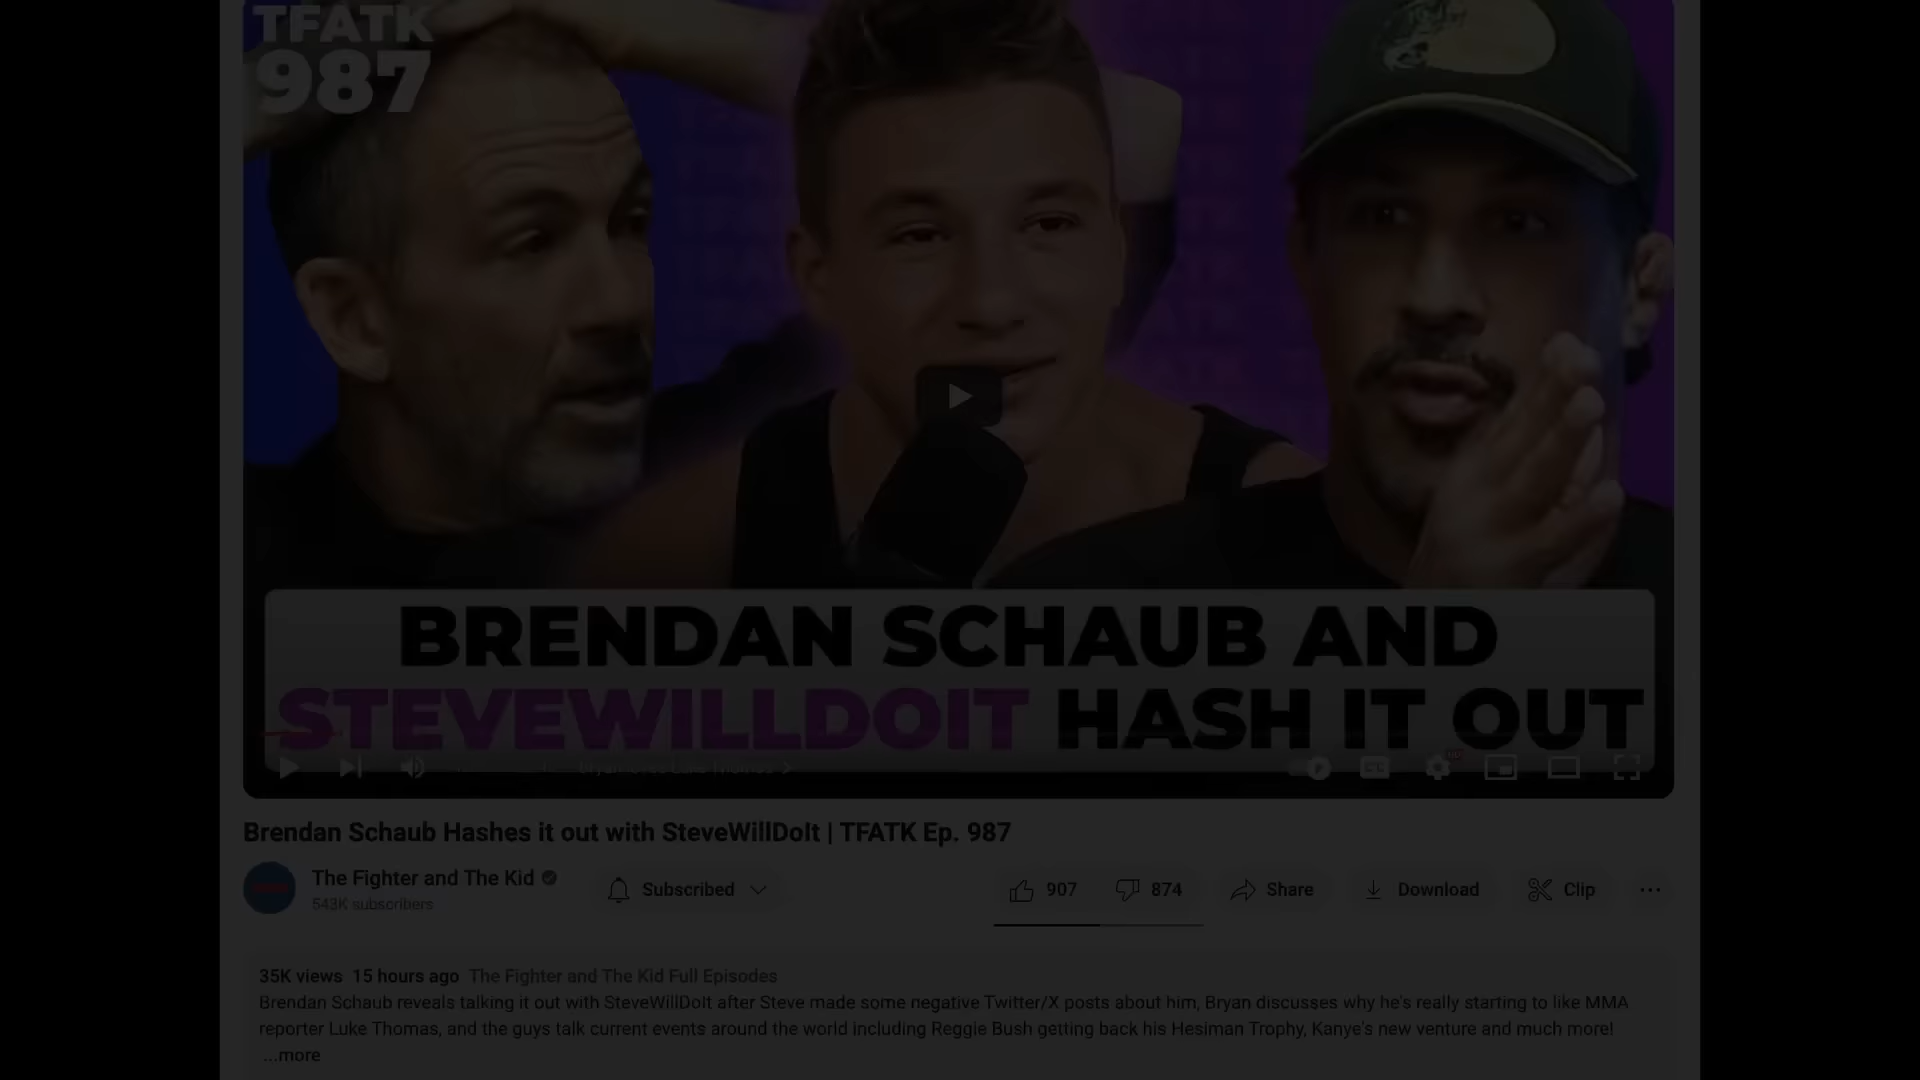 TFATK
987
BRENDAN SCHAUB AND
STEVEWILLDOIT HASH IT OUT
Brendan Schaub Hashes it out with SteveWillDoIt | TFATK Ep. 987
The Fighter and The Kid
543K subscribers
Subscribed
907
874
Share
Download
Clip
35K views 15 hours ago The Fighter and The Kid Full Episodes
Brendan Schaub reveals talking it out with SteveWillDoIt after Steve made some negative Twitter/X posts about him, Bryan discusses why he's really starting to like MMA
reporter Luke Thomas, and the guys talk current events around the world including Reggie Bush getting back his Hesiman Trophy, Kanye's new venture and much more!
...more